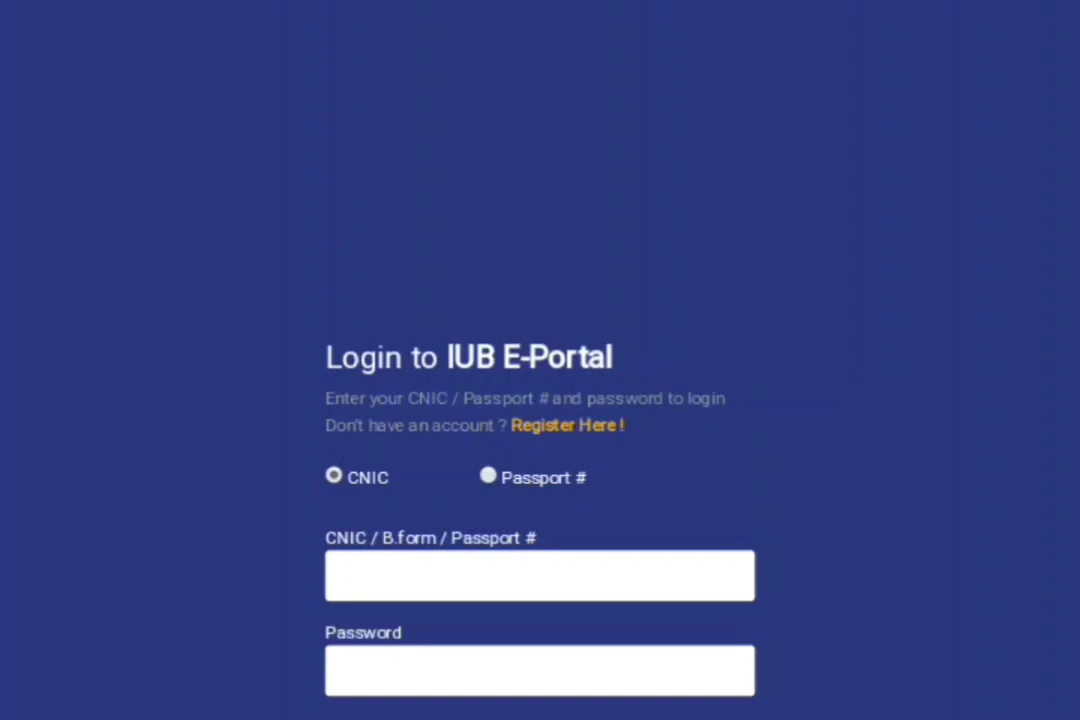 Login to IUB E-Portal
Enter your CNIC / Passport # and password to login
Don't have an account ? Register Here !
CNIC Passport #
CNIC / B.form / Passport #
Password